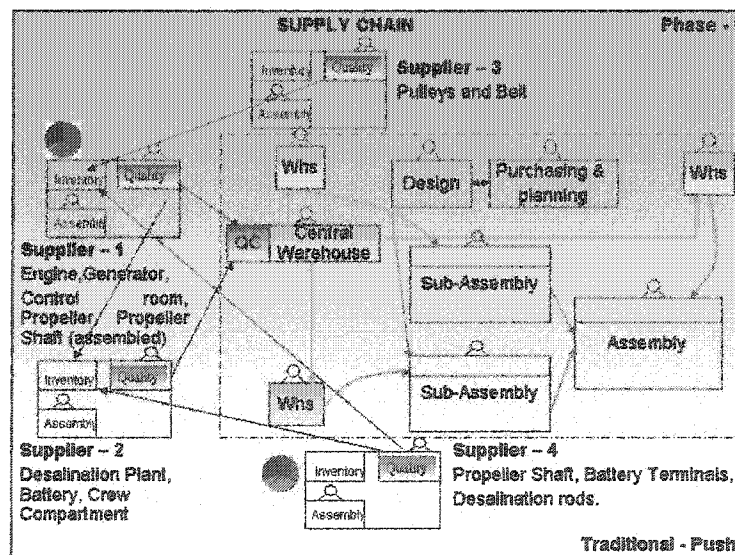 SUPPLY CHAIN
Phase -
Inventory
Quality
Assembly
Supplier – 3
Pulleys and Belt
Whs
Design
Purchasing &
planning
Whs
Inventory
Quality
Assembly
Supplier – 1
Engine,Generator,
Control room,
Propeller, Propeller
Shaft (assembled)
QC
Central
Warehouse
Sub-Assembly
Assembly
Sub-Assembly
Whs
Inventory
Quality
Assembly
Supplier – 2
Desalination Plant,
Battery, Crew
Compartment
Inventory
Quality
Assembly
Supplier – 4
Propeller Shaft, Battery Terminals,
Desalination rods.
Traditional - Push